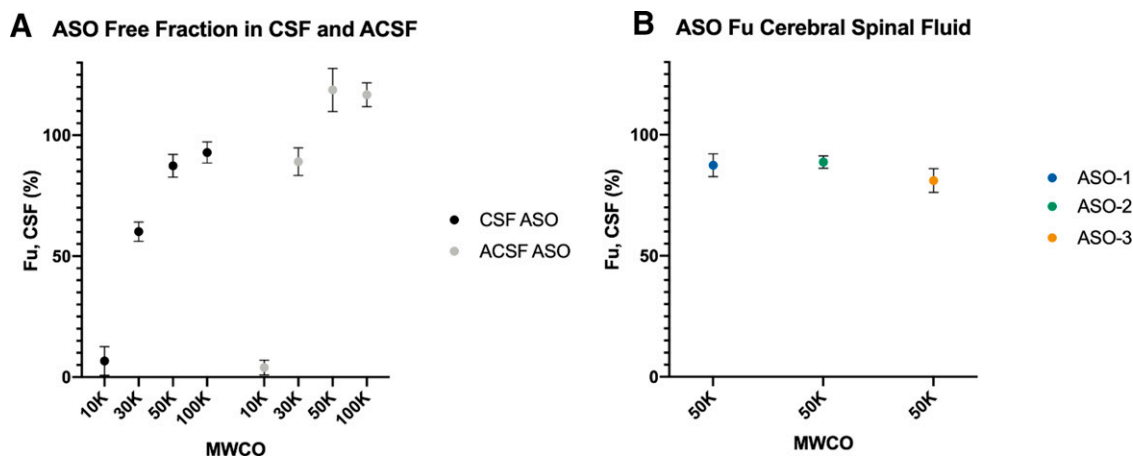 A ASO Free Fraction in CSF and ACSF
Fu, CSF (%)
100
50
0
10K 30K 50K 100K 10K 30K 50K 100K
MWCO
CSF ASO
ACSF ASO
B ASO Fu Cerebral Spinal Fluid
Fu, CSF (%)
100
50
0
50K 50K 50K
MWCO
ASO-1
ASO-2
ASO-3